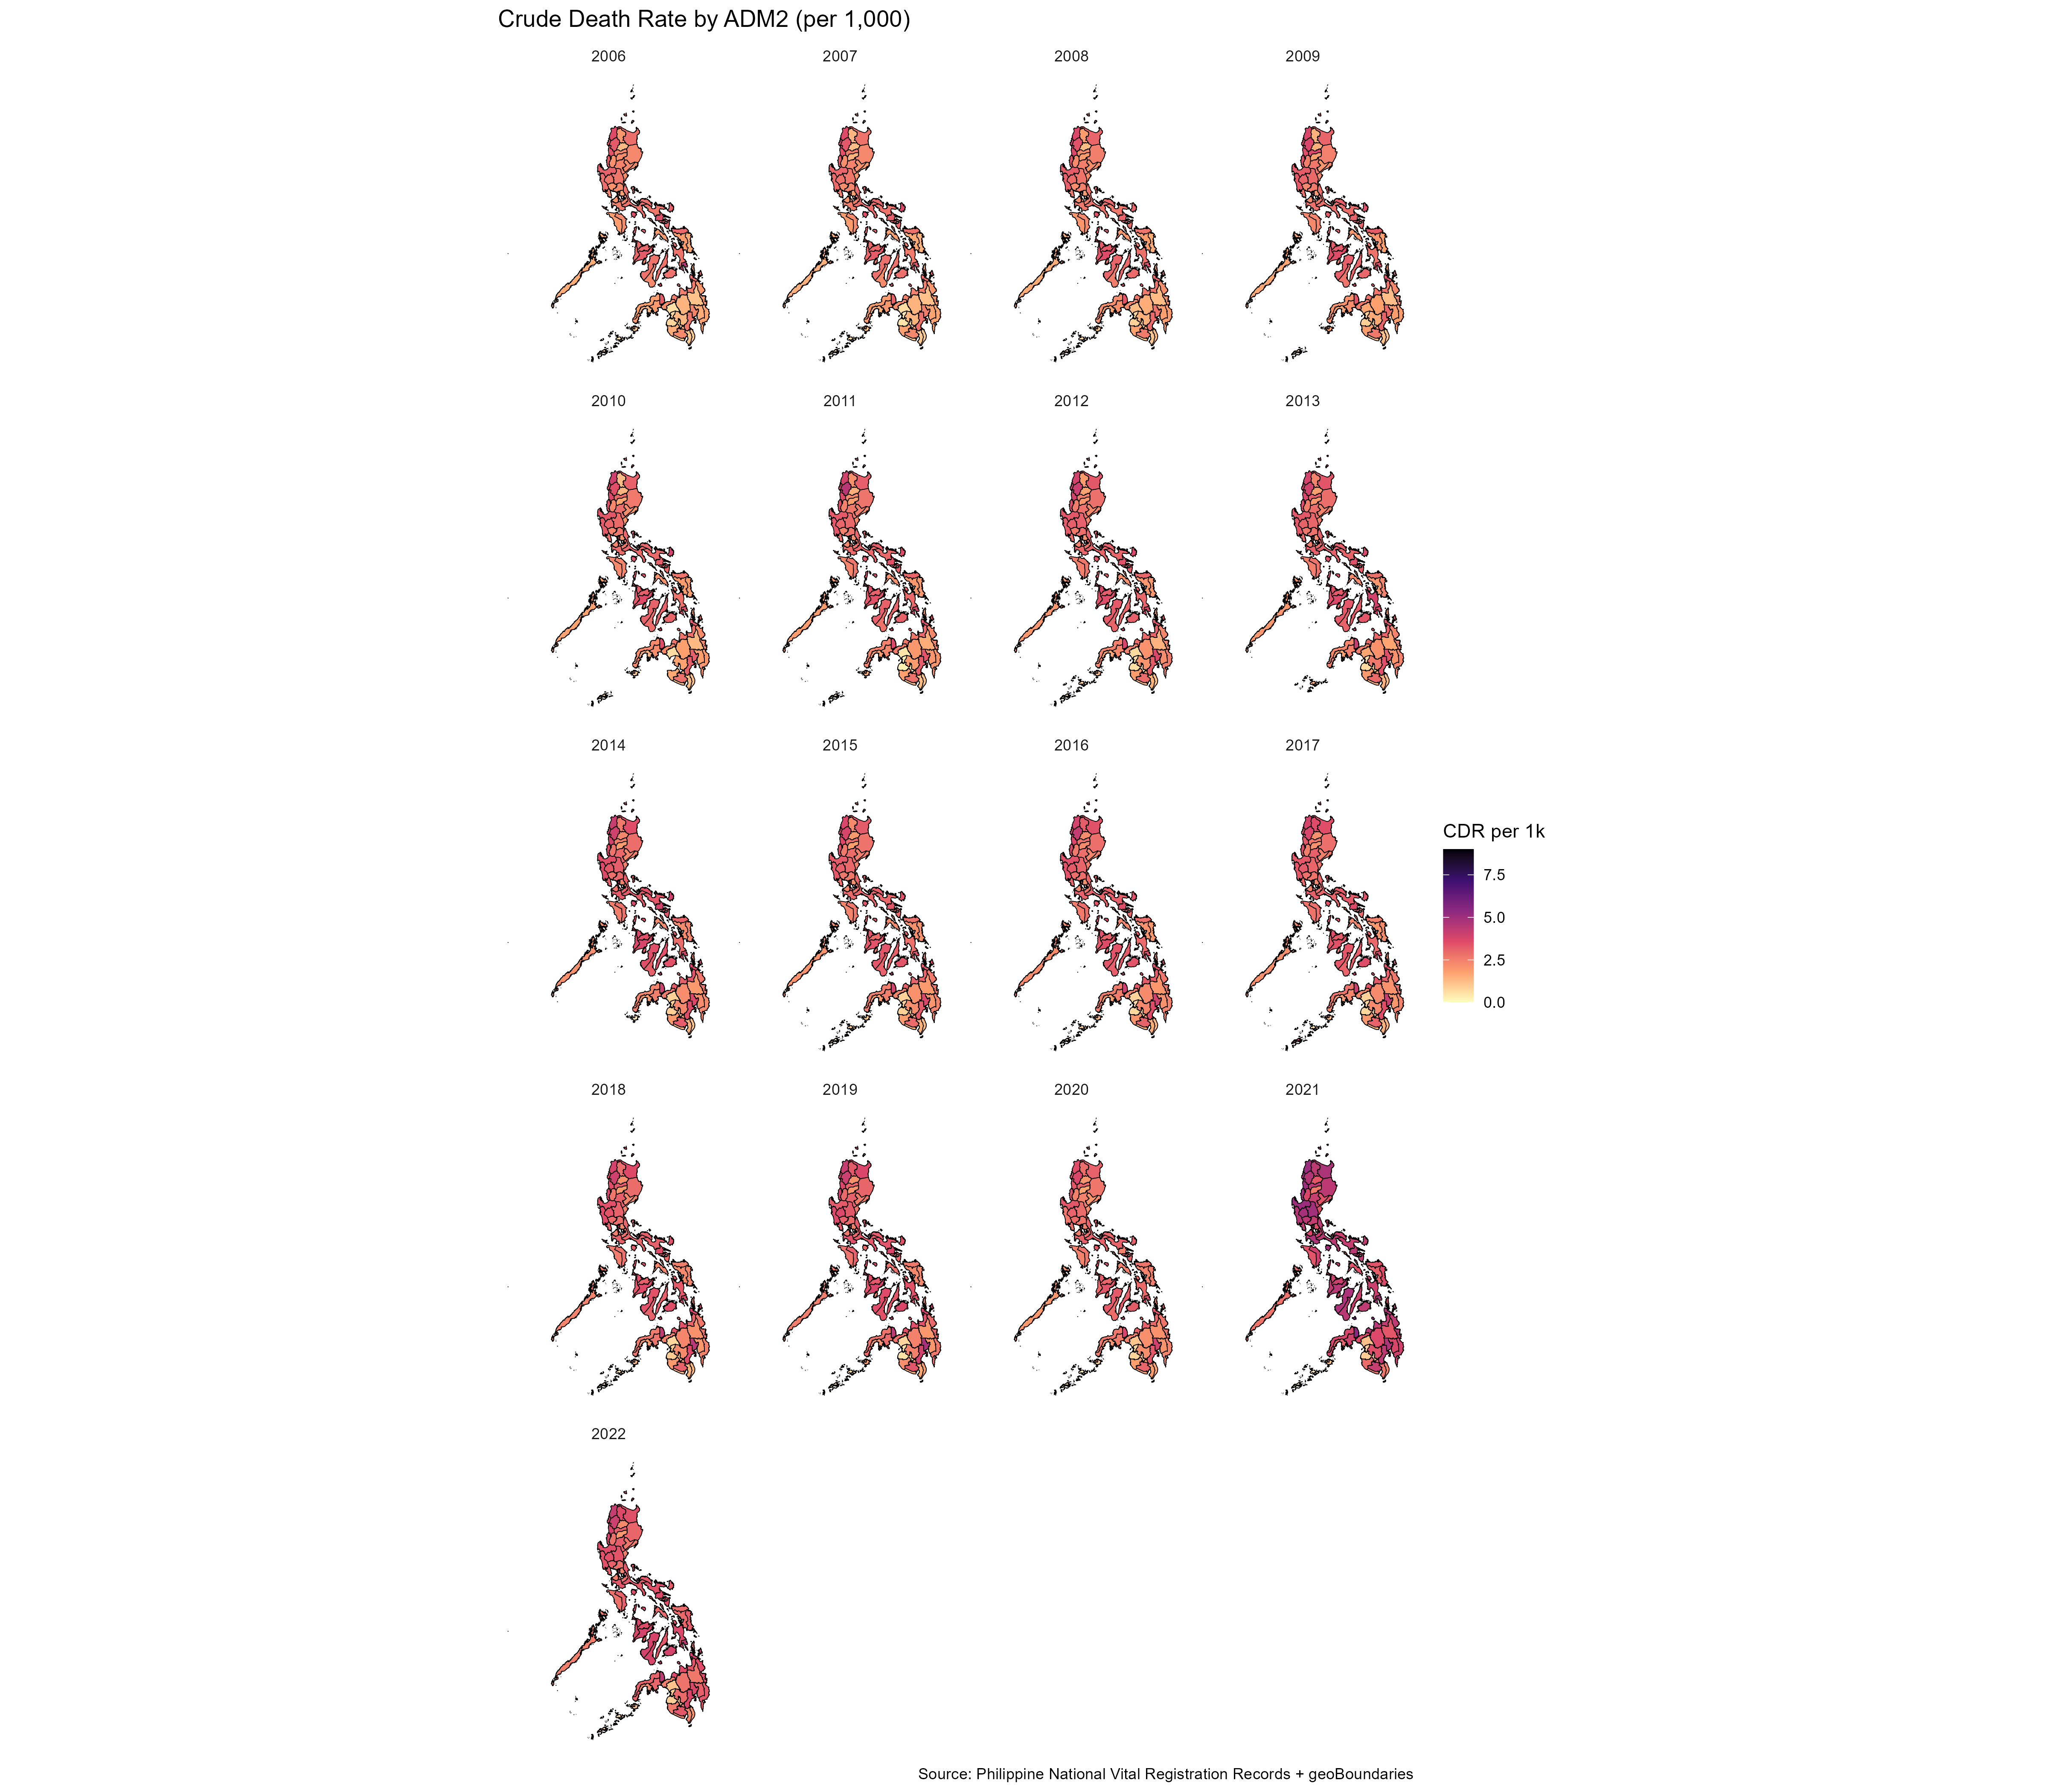 Crude Death Rate by ADM2 (per 1,000)
2006 2007 2008 2009
2010 2011 2012 2013
2014 2015 2016 2017
CDR per 1k
7.5
5.0
2.5
0.0
2018 2019 2020 2021
2022
Source: Philippine National Vital Registration Records + geoBoundaries